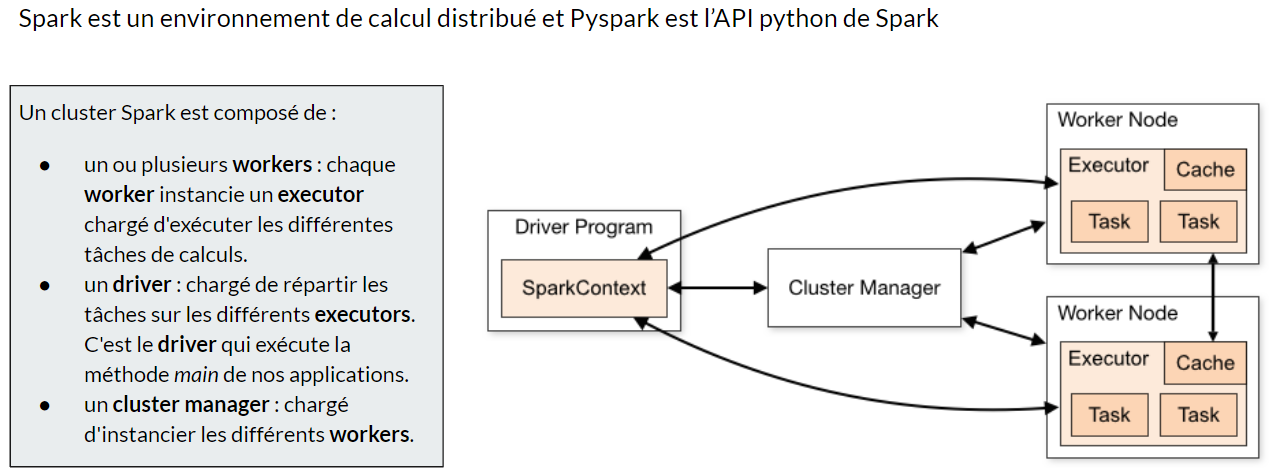 Spark est un environnement de calcul distribué et Pyspark est l’API python de Spark
Un cluster Spark est composé de :
● un ou plusieurs workers : chaque
worker instancie un executor
chargé d'exécuter les différentes
tâches de calculs.
● un driver : chargé de répartir les
tâches sur les différents executors.
C'est le driver qui exécute la
méthode main de nos applications.
● un cluster manager : chargé
d'instancier les différents workers.
Driver Program
SparkContext
Cluster Manager
Worker Node
Executor
Cache
Task
Task
Worker Node
Executor
Cache
Task
Task